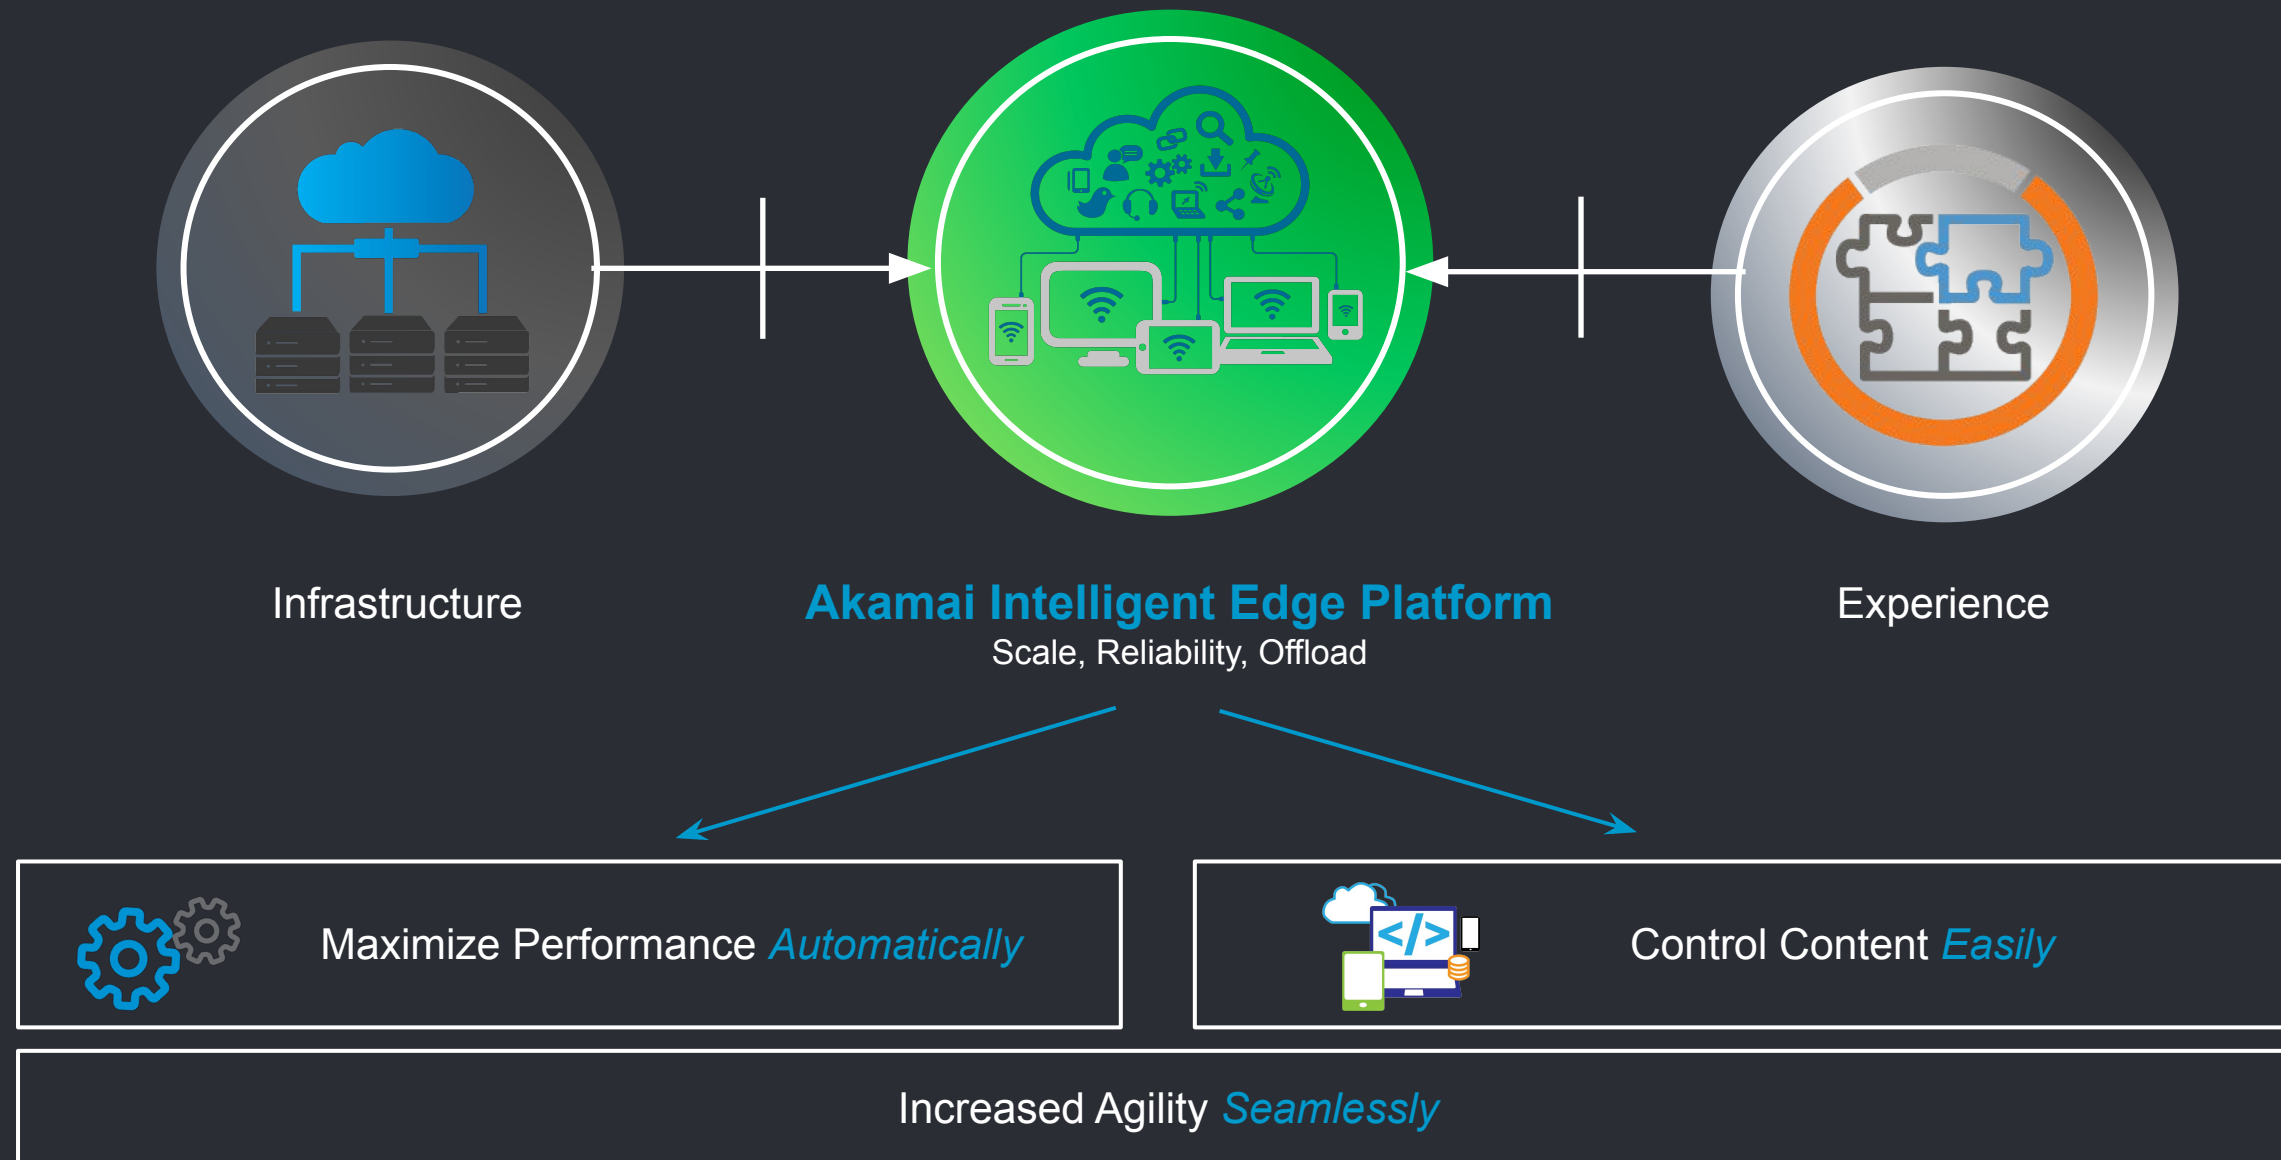 Infrastructure
Akamai Intelligent Edge Platform
Experience
Scale, Reliability, Offload
</>
Maximize Performance Automatically
Control Content Easily
Increased Agility Seamlessly